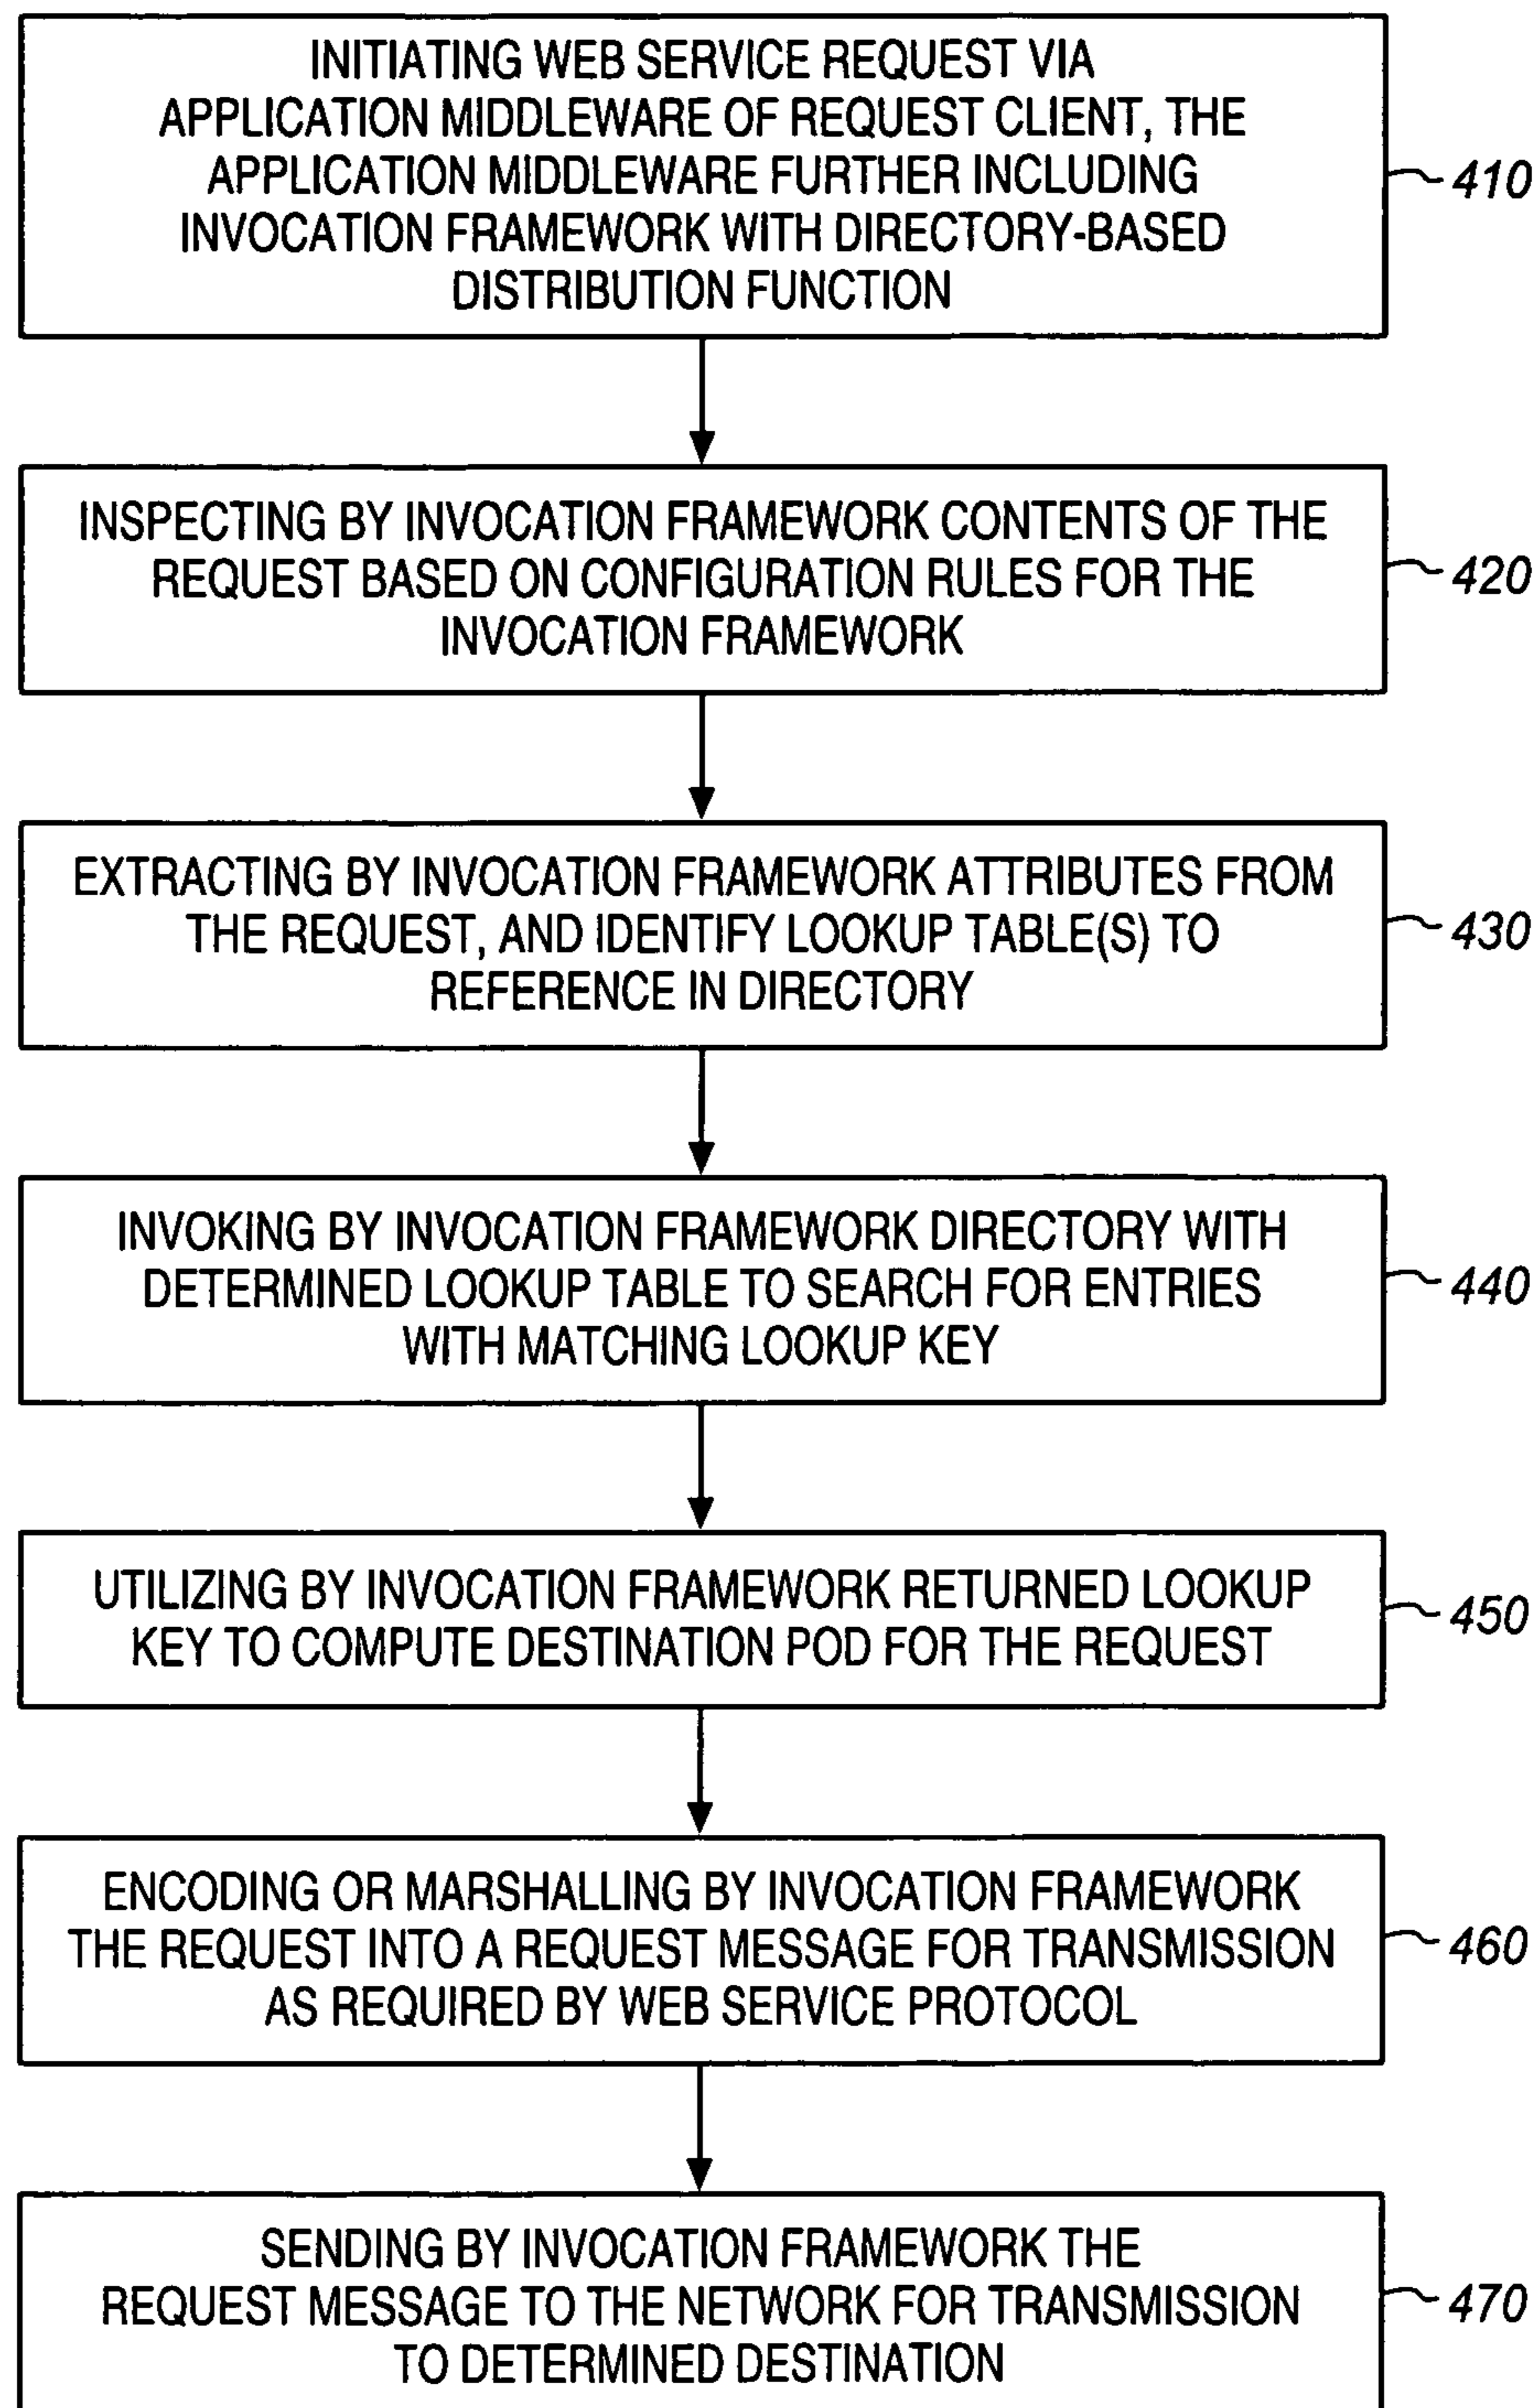 INITIATING WEB SERVICE REQUEST VIA
APPLICATION MIDDLEWARE OF REQUEST CLIENT, THE
APPLICATION MIDDLEWARE FURTHER INCLUDING
INVOCATION FRAMEWORK WITH DIRECTORY-BASED
DISTRIBUTION FUNCTION
410
INSPECTING BY INVOCATION FRAMEWORK CONTENTS OF THE
REQUEST BASED ON CONFIGURATION RULES FOR THE
INVOCATION FRAMEWORK
420
EXTRACTING BY INVOCATION FRAMEWORK ATTRIBUTES FROM
THE REQUEST, AND IDENTIFY LOOKUP TABLE(S) TO
REFERENCE IN DIRECTORY
430
INVOKING BY INVOCATION FRAMEWORK DIRECTORY WITH
DETERMINED LOOKUP TABLE TO SEARCH FOR ENTRIES
WITH MATCHING LOOKUP KEY
440
UTILIZING BY INVOCATION FRAMEWORK RETURNED LOOKUP
KEY TO COMPUTE DESTINATION POD FOR THE REQUEST
450
ENCODING OR MARSHALLING BY INVOCATION FRAMEWORK
THE REQUEST INTO A REQUEST MESSAGE FOR TRANSMISSION
AS REQUIRED BY WEB SERVICE PROTOCOL
460
SENDING BY INVOCATION FRAMEWORK THE
REQUEST MESSAGE TO THE NETWORK FOR TRANSMISSION
TO DETERMINED DESTINATION
470